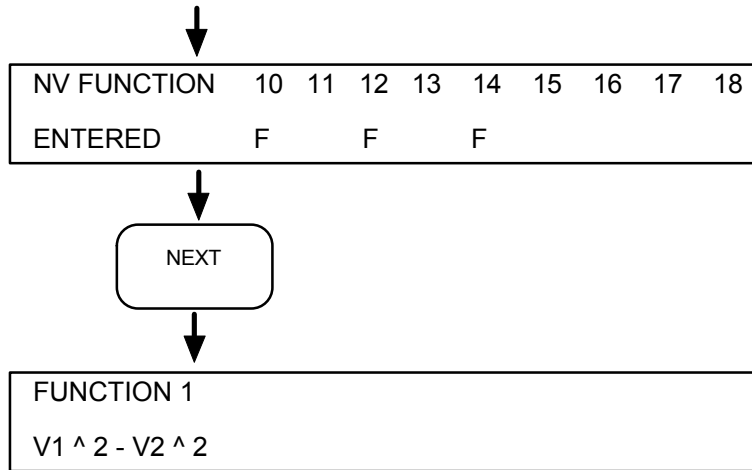 NV FUNCTION 10 11 12 13 14 15 16 17 18
ENTERED F F F
NEXT
FUNCTION 1
V1 ^ 2 - V2 ^ 2